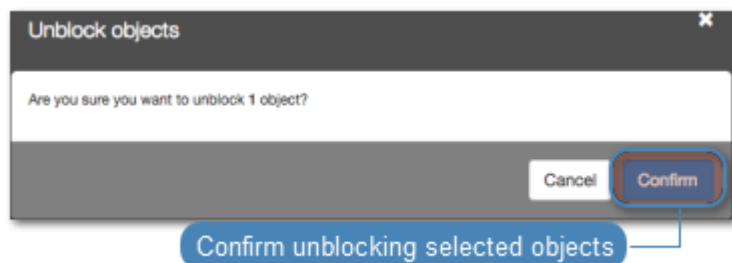 Unblock objects
Are you sure you want to unblock 1 object?
Cancel Confirm
Confirm unblocking selected objects